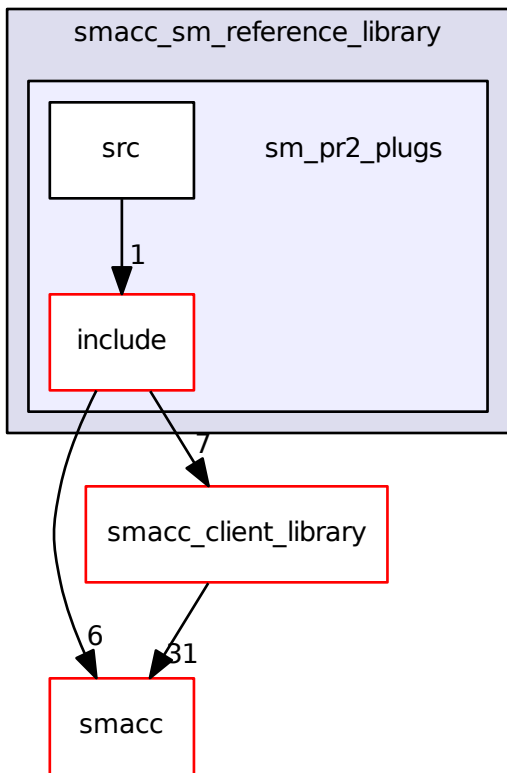 smacc_sm_reference_library
src
sm_pr2_plugs
1
include
7
smacc_client_library
6
31
smacc